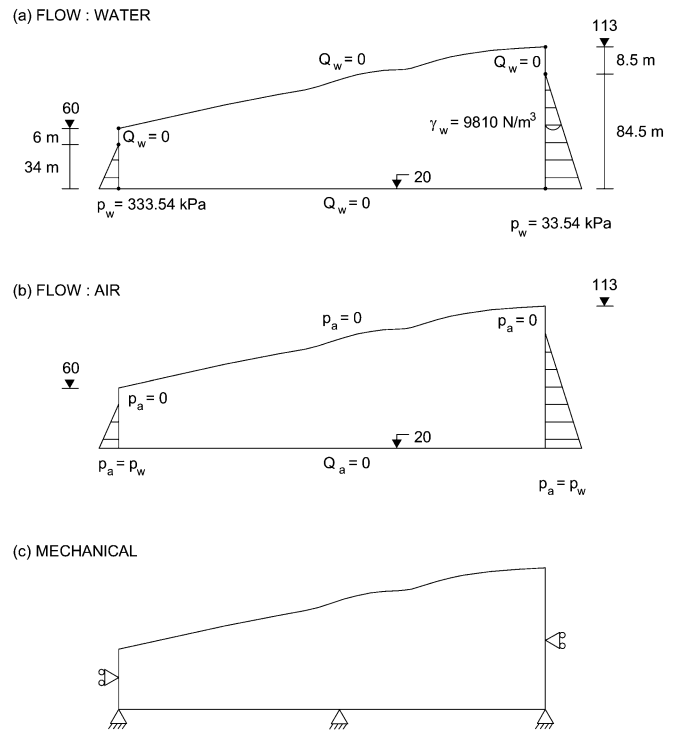 (a) FLOW : WATER
113
Q_w = 0
Q_w = 0
8.5 m
60
6 m
Q_w = 0
γ_w = 9810 N/m³
84.5 m
34 m
20
p_w = 333.54 kPa
Q_w = 0
p_w = 33.54 kPa
(b) FLOW : AIR
113
p_a = 0
p_a = 0
60
p_a = 0
20
p_a = p_w
Q_a = 0
p_a = p_w
(c) MECHANICAL